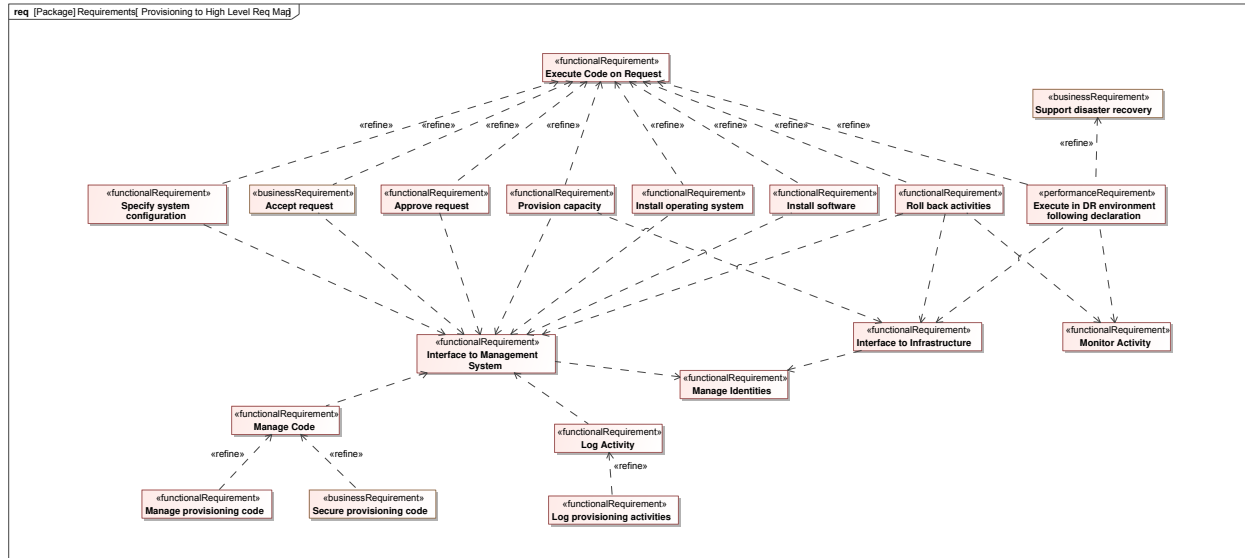 req [Package] Requirements[ Provisioning to High Level Req Map]
«functionalRequirement»
Execute Code on Request
«businessRequirement»
Support disaster recovery
«refine»
«refine»
«refine»
«refine»
«refine»
«refine»
«refine»
«refine»
«refine»
«functionalRequirement»
Specify system
configuration
«businessRequirement»
Accept request
«functionalRequirement»
Approve request
«functionalRequirement»
Provision capacity
«functionalRequirement»
Install operating system
«functionalRequirement»
Install software
«functionalRequirement»
Roll back activities
«performanceRequirement»
Execute in DR environment
following declaration
«functionalRequirement»
Interface to Management
System
«functionalRequirement»
Interface to Infrastructure
«functionalRequirement»
Monitor Activity
«functionalRequirement»
Manage Identities
«functionalRequirement»
Manage Code
«functionalRequirement»
Log Activity
«refine»
«refine»
«refine»
«functionalRequirement»
Manage provisioning code
«businessRequirement»
Secure provisioning code
«functionalRequirement»
Log provisioning activities